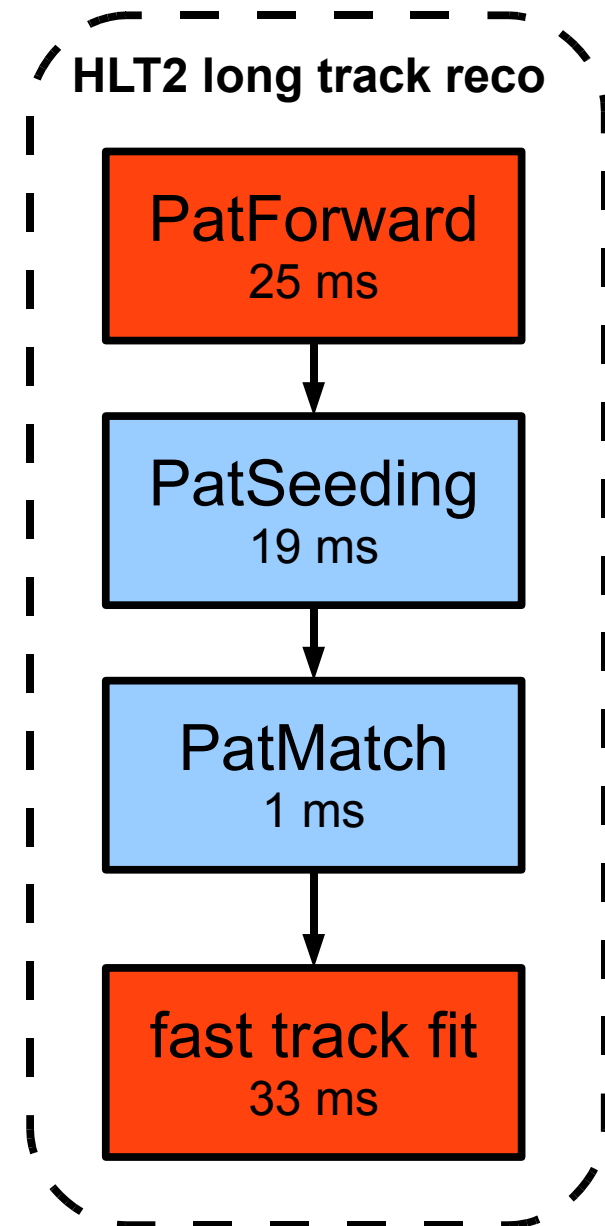 HLT2 long track reco
PatForward
25 ms
PatSeeding
19 ms
PatMatch
1 ms
fast track fit
33 ms